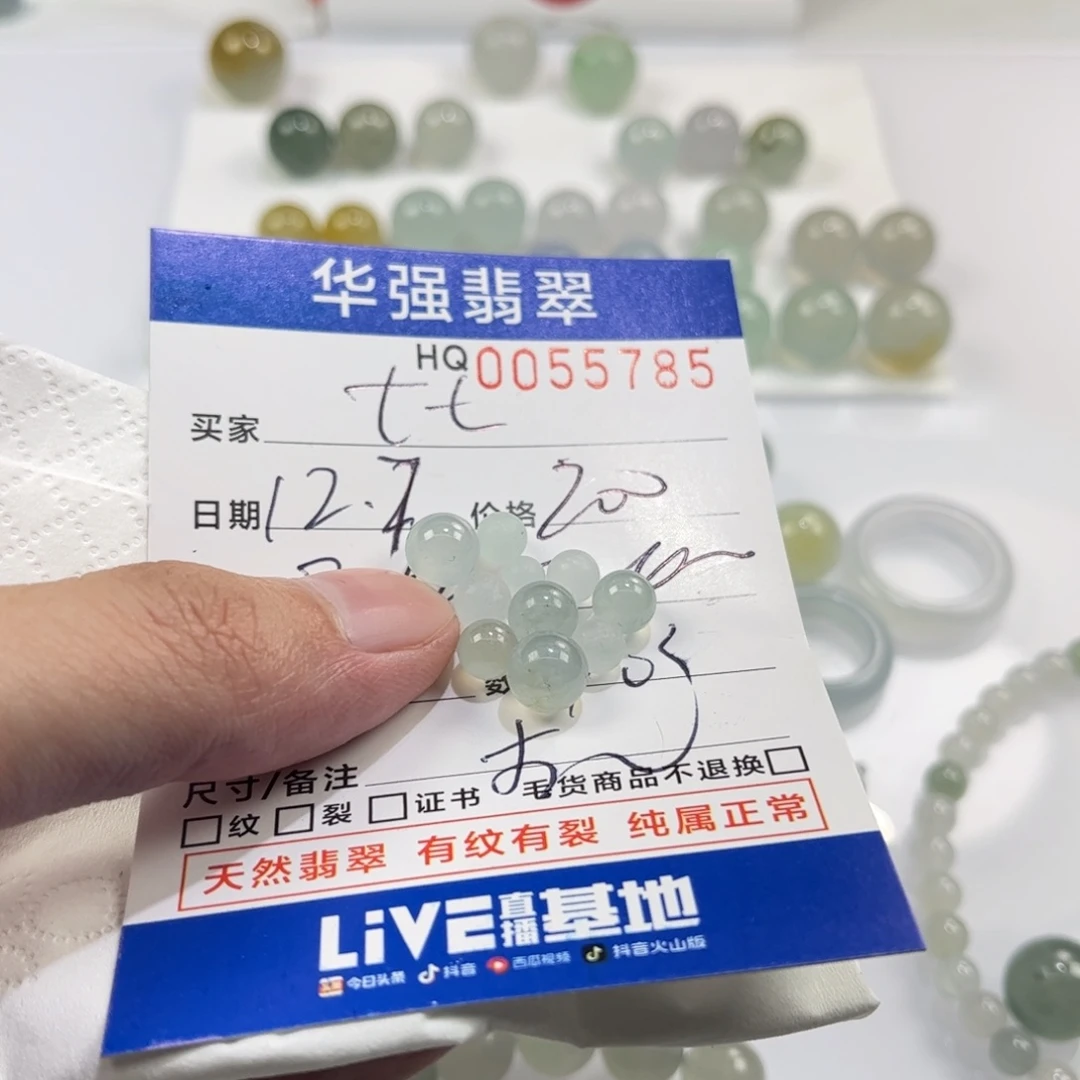 华强翡翠
HQ0055785
买家 tt
日期 12.7 价格 200
尺寸/备注
毛货商品不退换□
□纹 □裂 □证书
天然翡翠 有纹有裂 纯属正常
LiVE直播基地
头条 今日头条 抖音 西瓜视频 抖音火山版